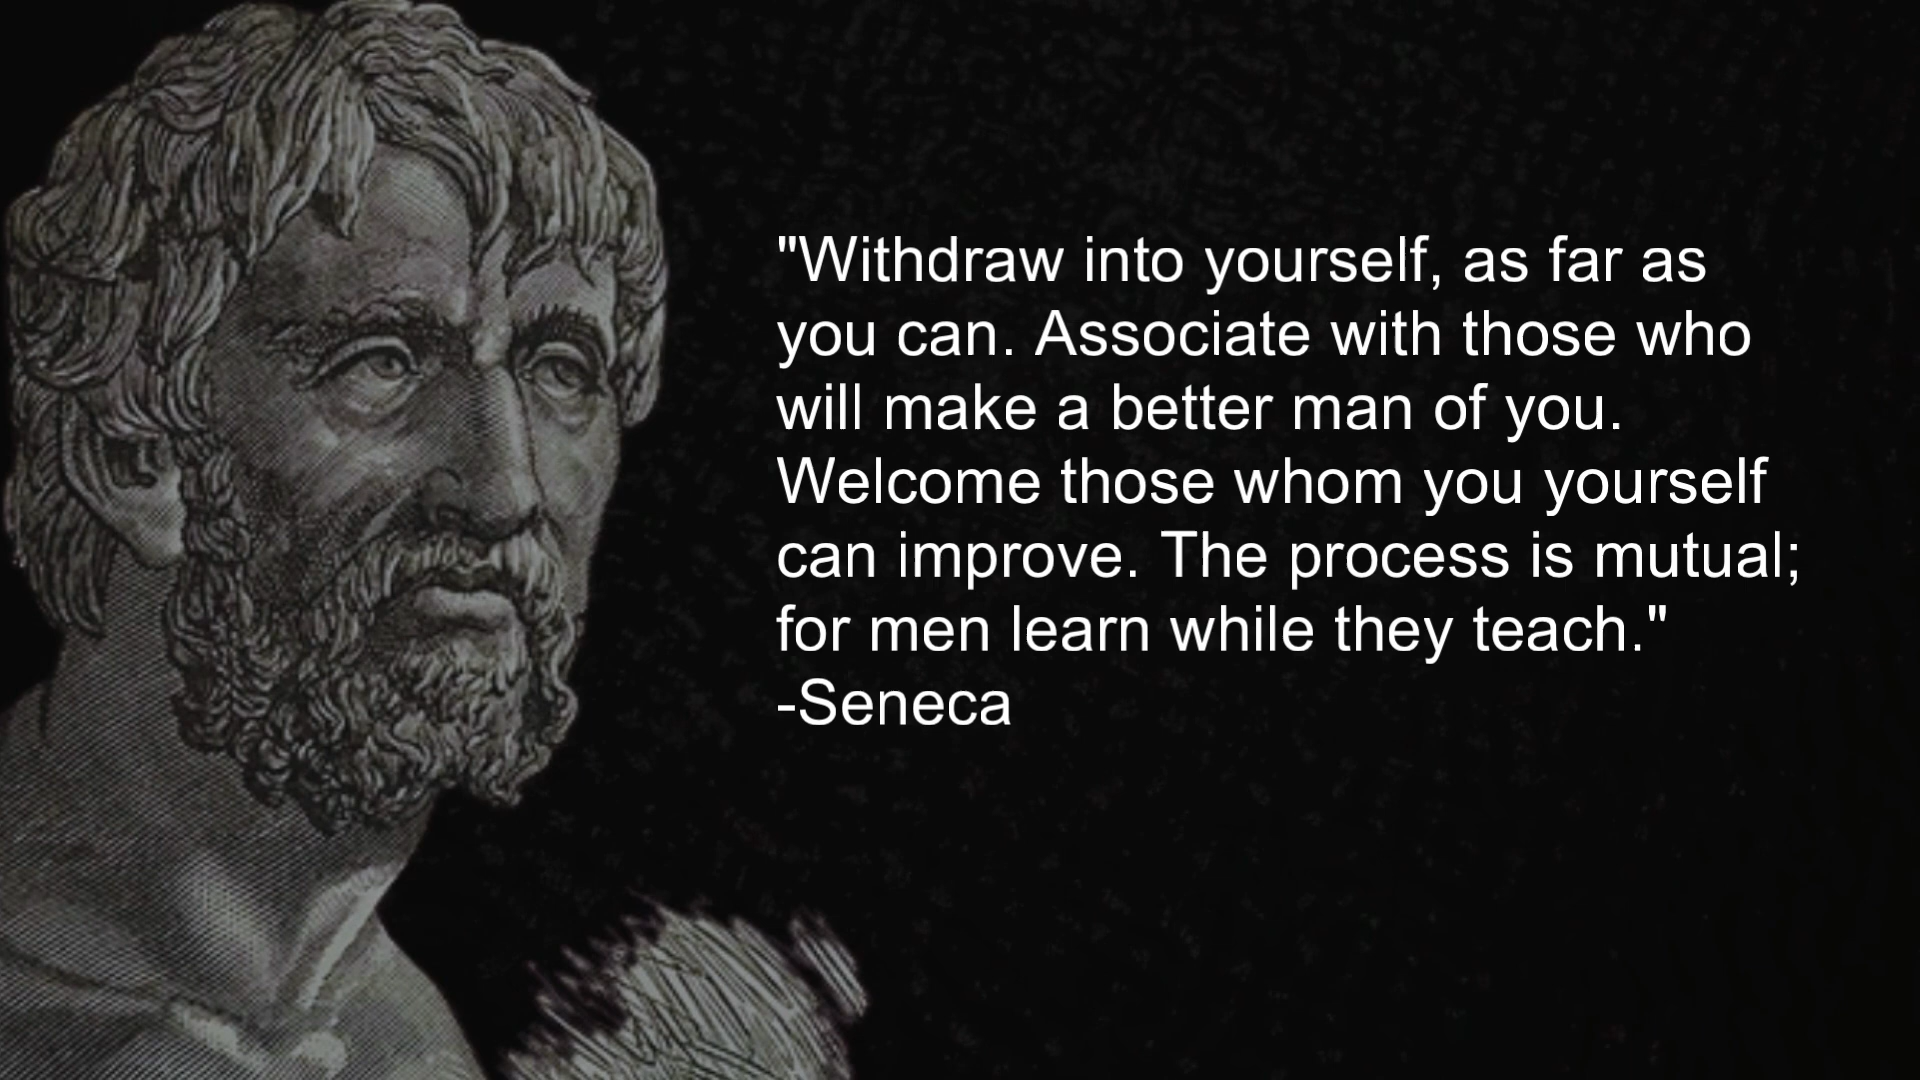 "Withdraw into yourself, as far as
you can. Associate with those who
will make a better man of you.
Welcome those whom you yourself
can improve. The process is mutual;
for men learn while they teach."
-Seneca